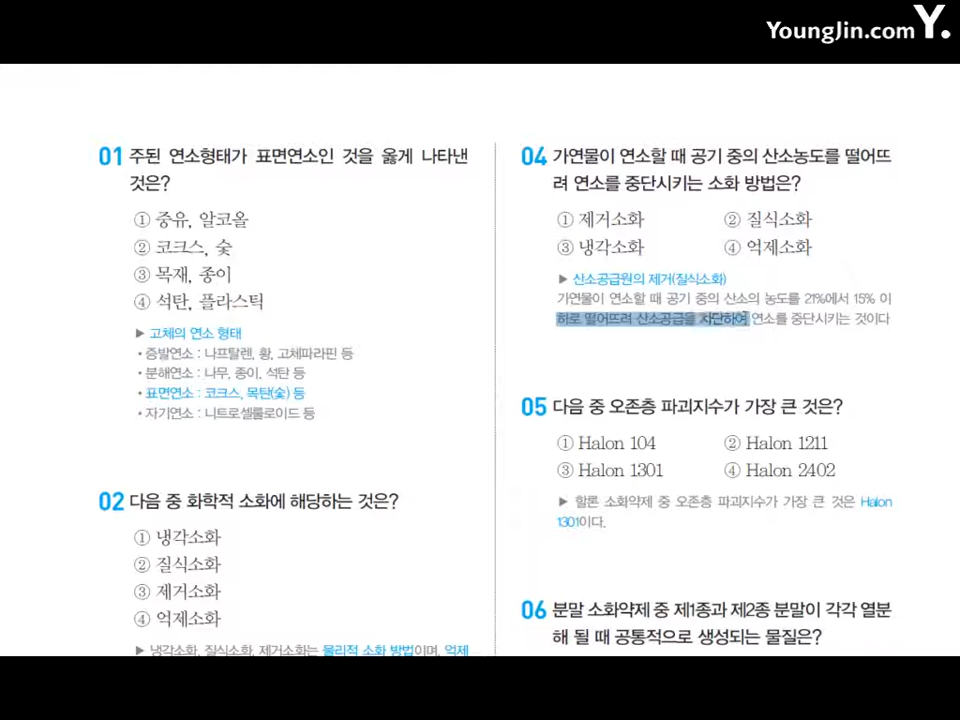 YoungJin.com Y.
01 주된 연소형태가 표면연소인 것을 옳게 나타낸
것은?
① 중유, 알코올
② 코크스, 숯
③ 목재, 종이
④ 석탄, 플라스틱
▶ 고체의 연소 형태
• 증발연소 : 나프탈렌, 황, 고체파라핀 등
• 분해연소 : 나무, 종이, 석탄 등
• 표면연소 : 코크스, 목탄(숯) 등
• 자기연소 : 니트로셀룰로이드 등
02 다음 중 화학적 소화에 해당하는 것은?
① 냉각소화
② 질식소화
③ 제거소화
④ 억제소화
▶ 냉각소화, 질식소화, 제거소화는 물리적 소화 방법이며, 억제
04 가연물이 연소할 때 공기 중의 산소농도를 떨어뜨
려 연소를 중단시키는 소화 방법은?
① 제거소화 ② 질식소화
③ 냉각소화 ④ 억제소화
▶ 산소공급원의 제거(질식소화)
가연물이 연소할 때 공기 중의 산소의 농도를 21%에서 15% 이
하로 떨어뜨려 산소공급을 차단하여 연소를 중단시키는 것이다
05 다음 중 오존층 파괴지수가 가장 큰 것은?
① Halon 104 ② Halon 1211
③ Halon 1301 ④ Halon 2402
▶ 할론 소화약제 중 오존층 파괴지수가 가장 큰 것은 Halon
1301이다.
06 분말 소화약제 중 제1종과 제2종 분말이 각각 열분
해 될 때 공통적으로 생성되는 물질은?